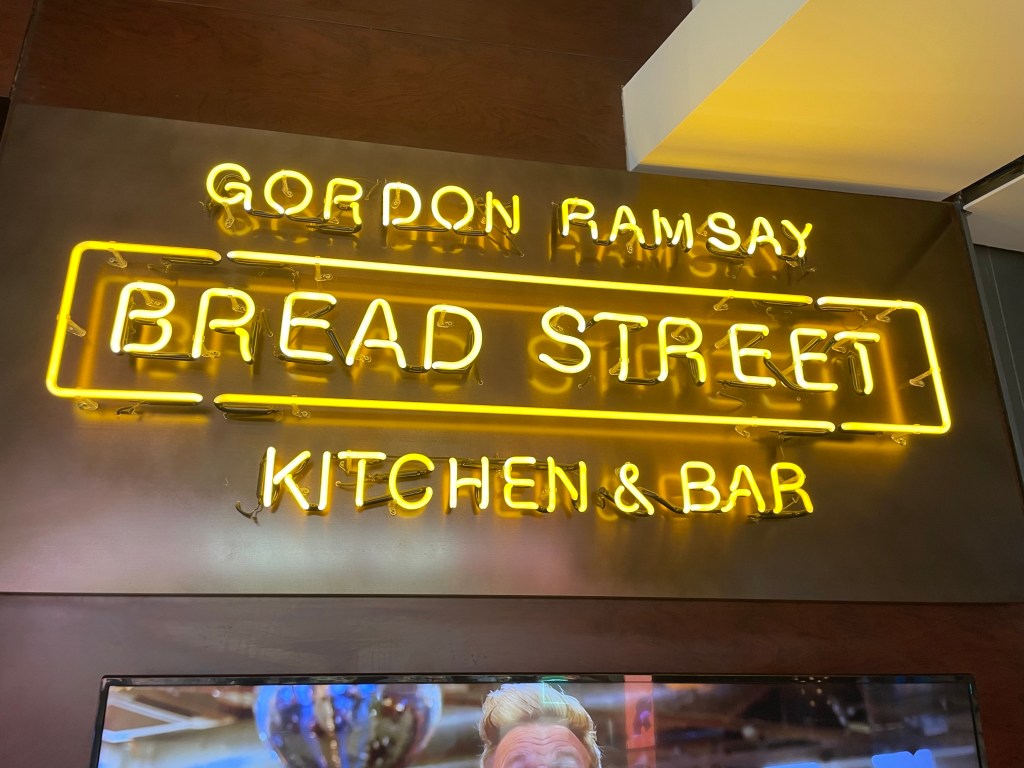 GORDON RAMSAY
BREAD STREET
KITCHEN & BAR